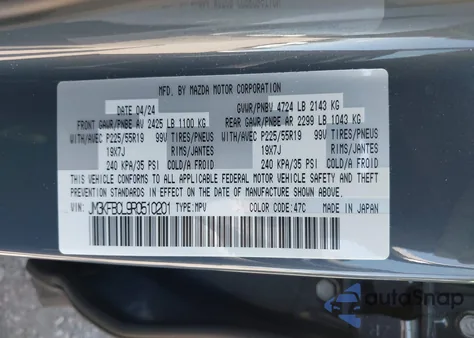 MFD. BY MAZDA MOTOR CORPORATION
DATE 04/24 GVWR/PNBV 4724 LB 2143 KG
FRONT GAWR/PNBE AV 2425 LB 1100 KG REAR GAWR/PNBE AR 2299 LB 1043 KG
WITH/AVEC P225/55R19 99V TIRES/PNEUS WITH/AVEC P225/55R19 99V TIRES/PNEUS
19X7J RIMS/JANTES 19X7J RIMS/JANTES
240 KPA/35 PSI COLD/A FROID 240 KPA/35 PSI COLD/A FROID
THIS VEHICLE CONFORMS TO ALL APPLICABLE FEDERAL MOTOR VEHICLE SAFETY AND THEFT
PREVENTION STANDARDS IN EFFECT ON THE DATE OF MANUFACTURE SHOWN ABOVE.
VIN: JM3KFBCL9R0510201 TYPE:MPV COLOR CODE:47C MADE IN JAPAN
autoSnap